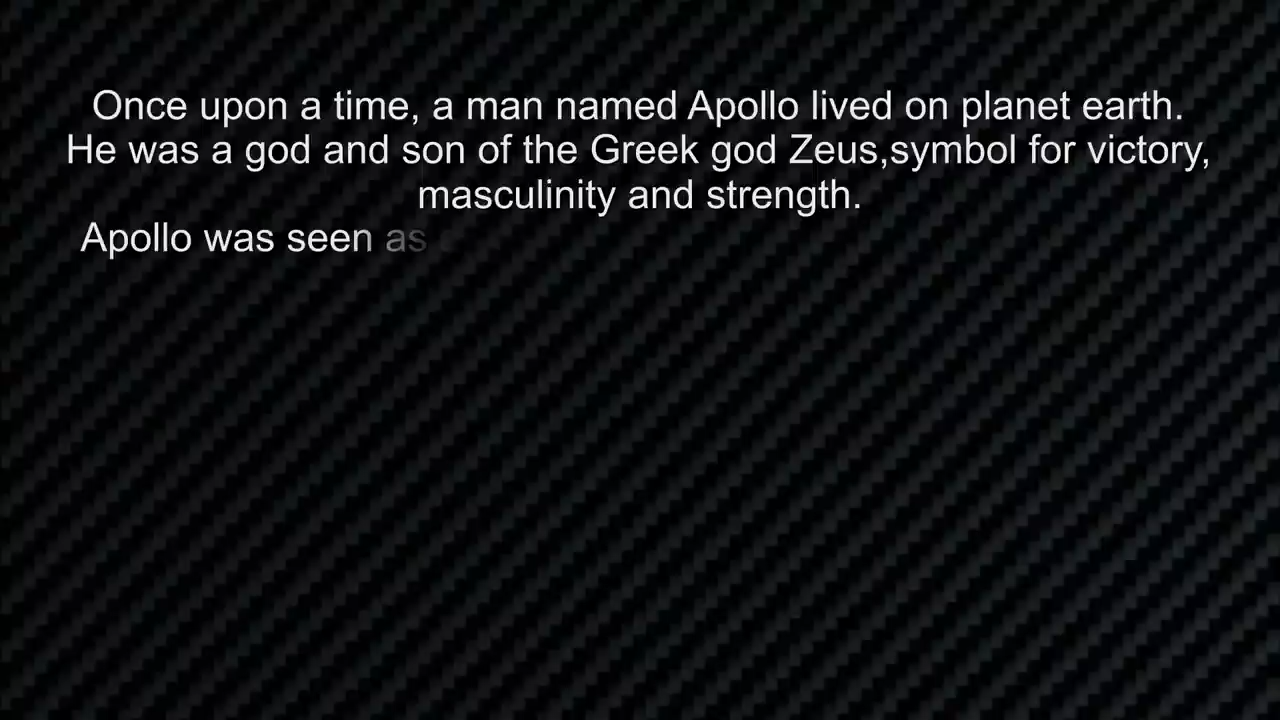 Once upon a time, a man named Apollo lived on planet earth.
He was a god and son of the Greek god Zeus,symbol for victory,
masculinity and strength.
Apollo was seen as